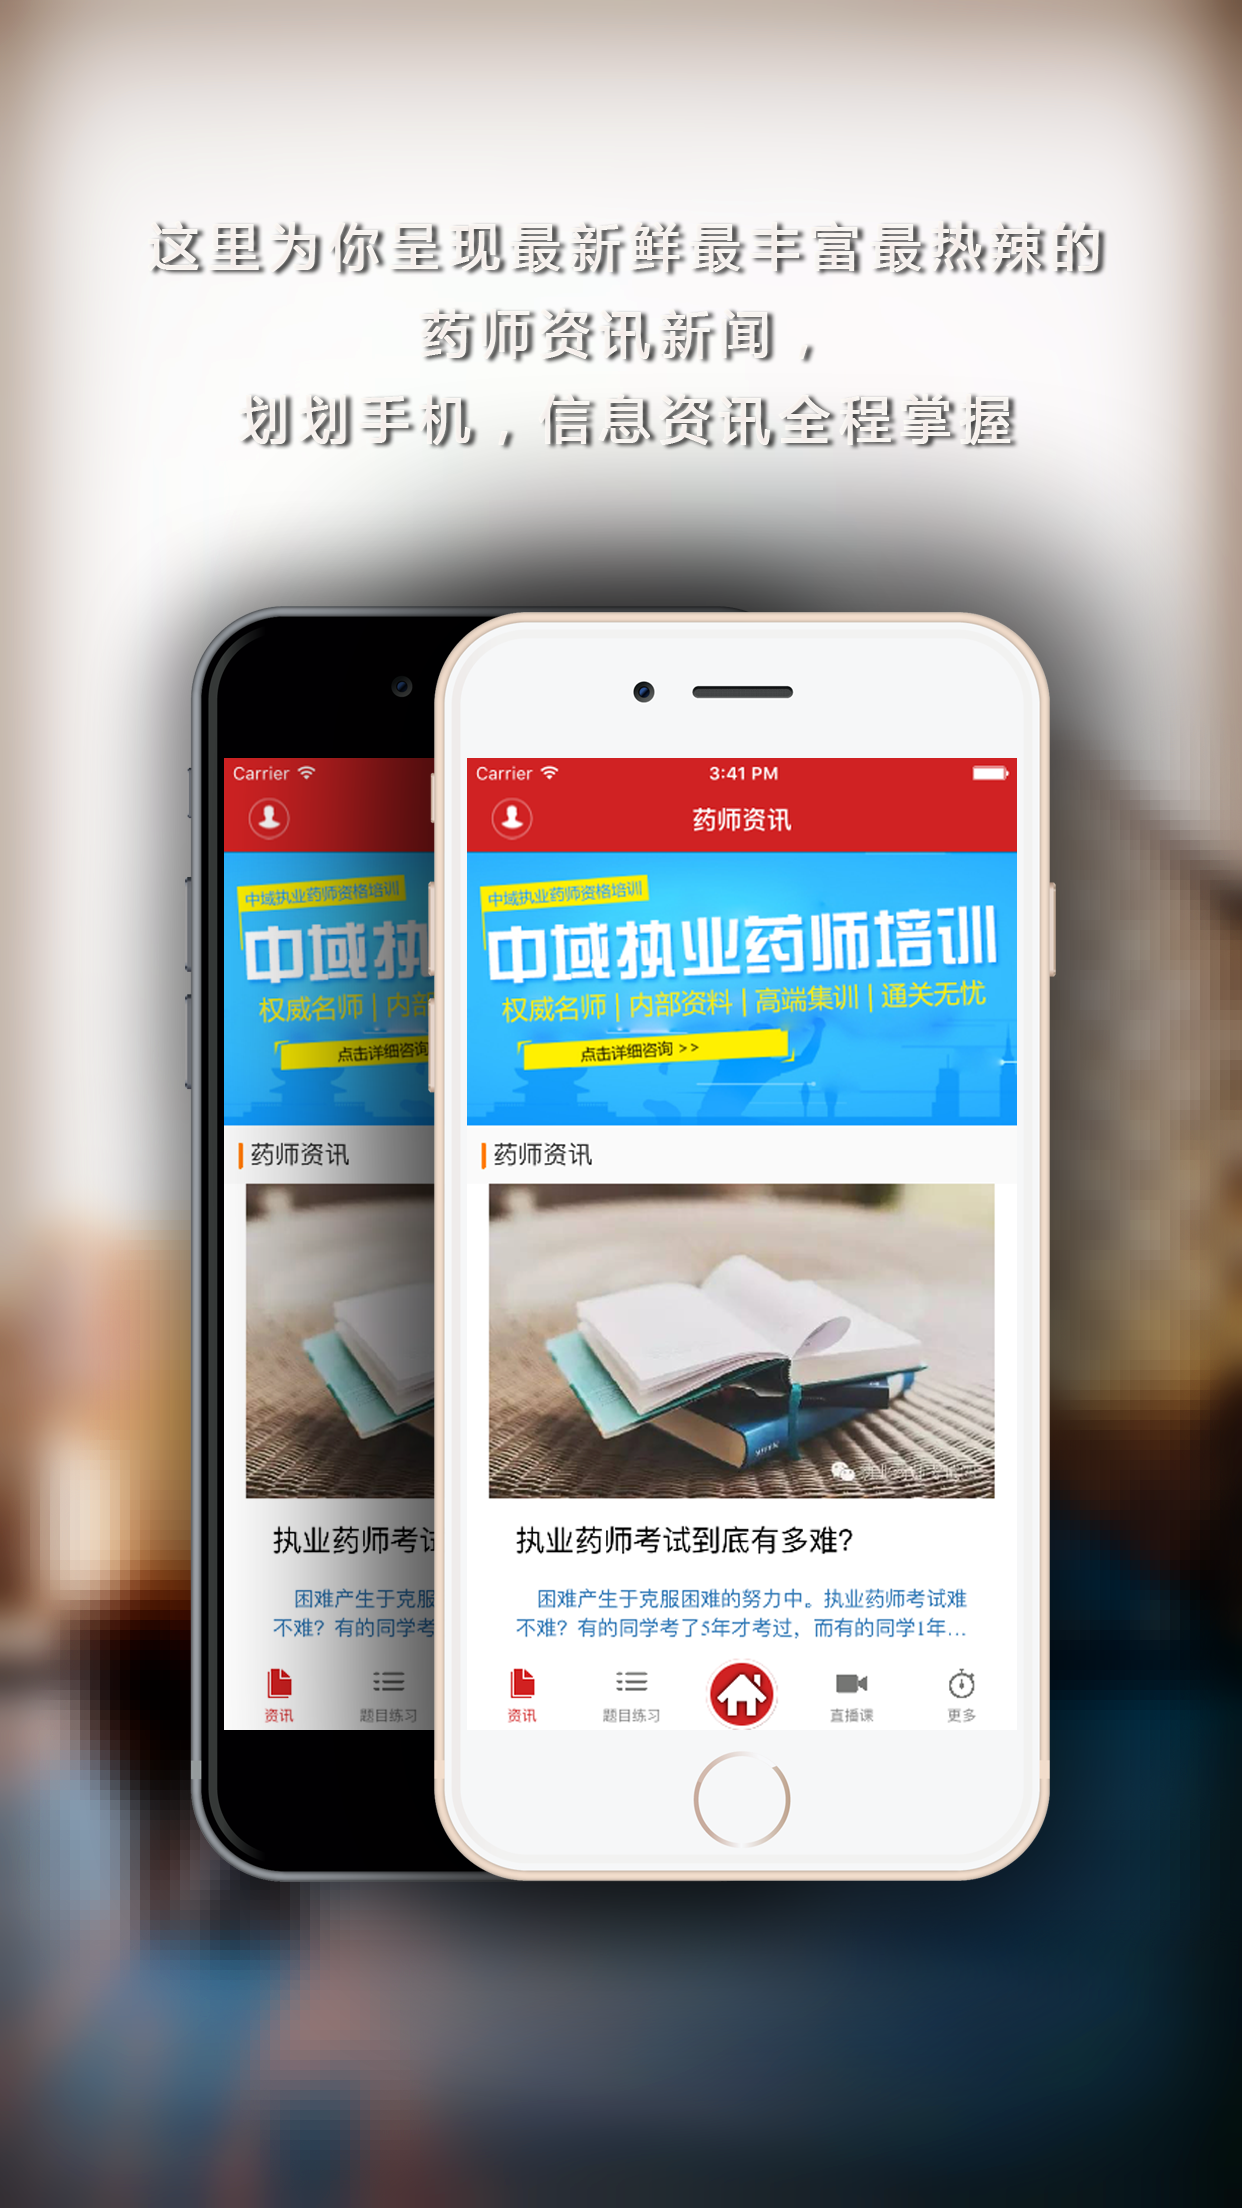 这里为你呈现最新鲜最丰富最热辣的
药师资讯新闻，
划划手机，信息资讯全程掌握
Carrier
中域执业药师资格培训
中域执
权威名师 | 内部
点击详细咨询
药师资讯
执业药师考试
困难产生于克服
不难？有的同学考
资讯
题目练习
Carrier
3:41 PM
药师资讯
中域执业药师资格培训
中域执业药师培训
权威名师 | 内部资料 | 高端集训 | 通关无忧
点击详细咨询 >>
药师资讯
执业药师考试到底有多难?
困难产生于克服困难的努力中。执业药师考试难
不难？有的同学考了5年才考过，而有的同学1年...
资讯
题目练习
直播课
更多